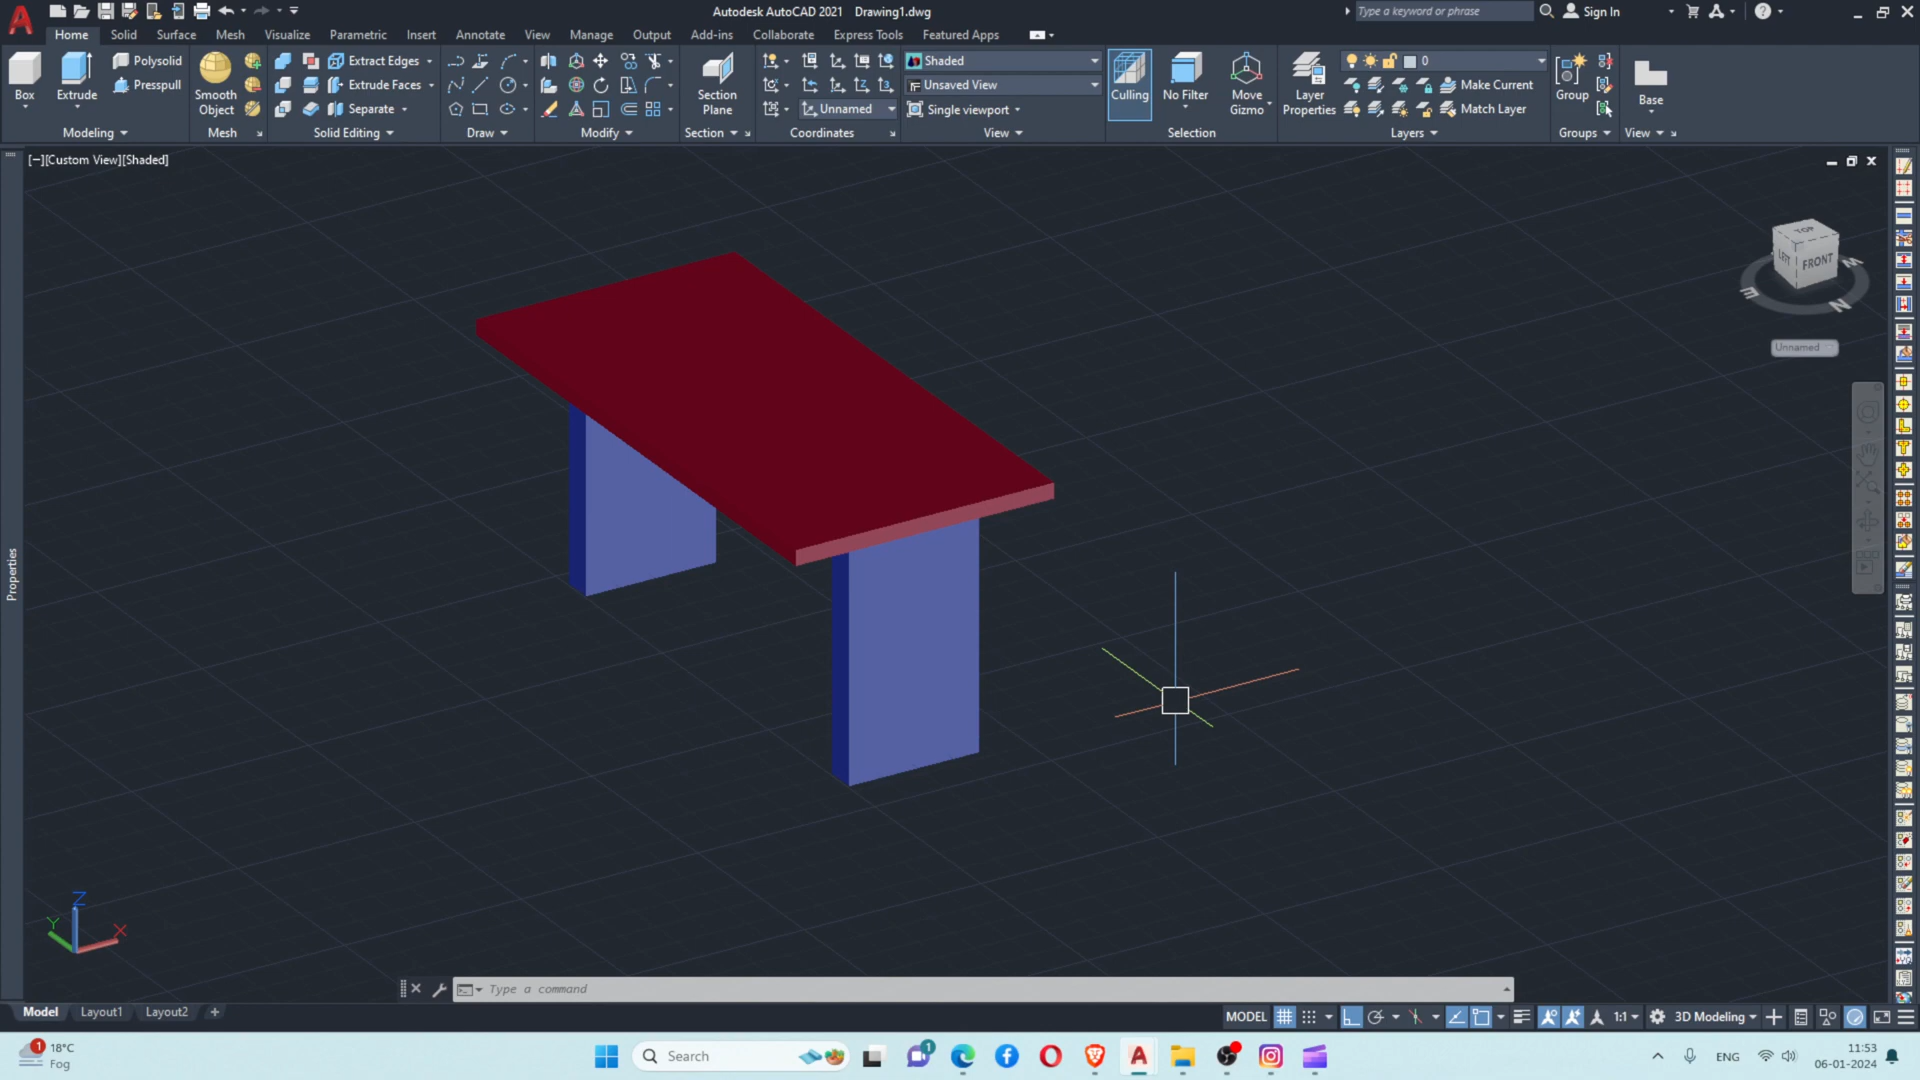 Autodesk AutoCAD 2021 Drawing1.dwg
Type a keyword or phrase
Sign In
Home Solid Surface Mesh Visualize Parametric Insert Annotate View Manage Output Add-ins Collaborate Express Tools Featured Apps
Box
Extrude
Polysolid
Presspull
Modeling
Smooth
Object
Mesh
Extract Edges
Extrude Faces
Separate
Solid Editing
Draw
Modify
Section
Plane
Section
Unnamed
Coordinates
Shaded
Unsaved View
Single viewport
View
Culling
No Filter
Move
Gizmo
Selection
Layer
Properties
0
Make Current
Match Layer
Layers
Group
Groups
Base
View
[−][Custom View][Shaded]
TOP
LEFT
FRONT
W
E
N
Unnamed
Properties
Z
Y
X
Type a command
Model Layout1 Layout2
MODEL
1:1
3D Modeling
1
18°C
Fog
Search
1
ENG
11:53
06-01-2024